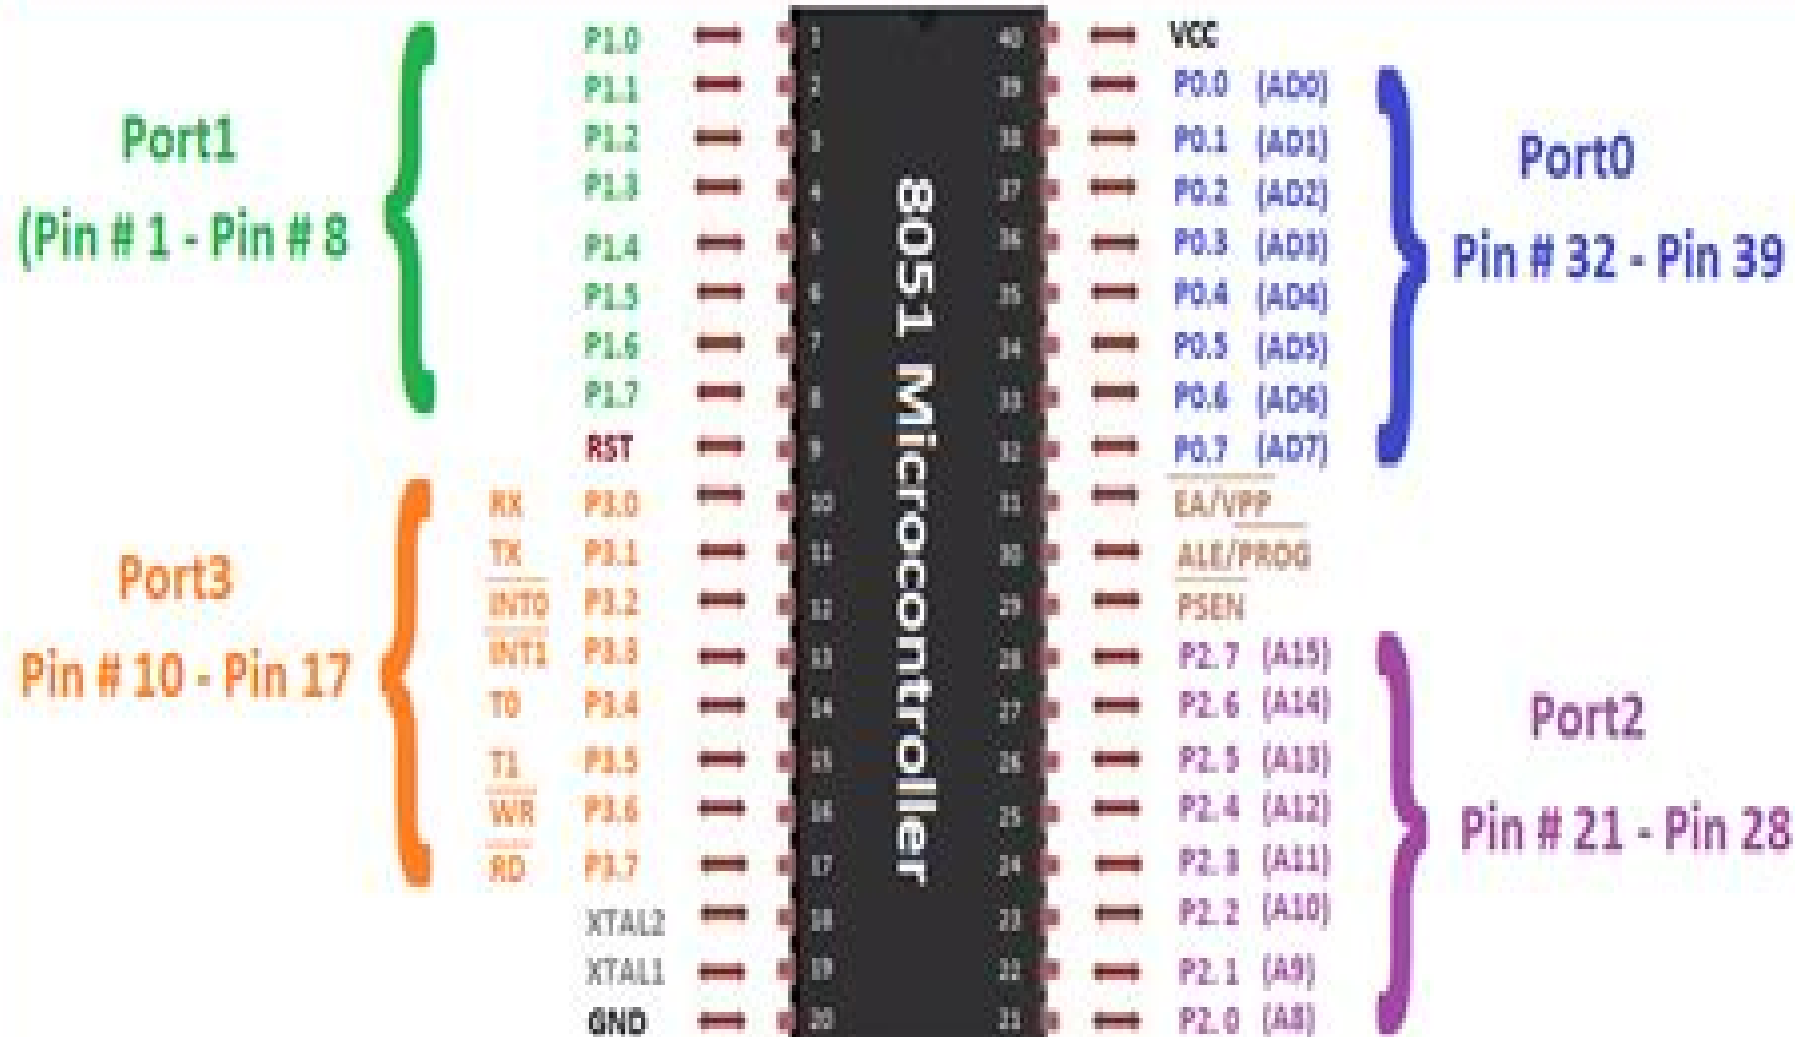 Port1
(Pin # 1 - Pin # 8
P1.0
P1.1
P1.2
P1.3
P1.4
P1.5
P1.6
P1.7
RST
Port3
Pin # 10 - Pin 17
RX P3.0
TX P3.1
INT0 P3.2
INT1 P3.3
T0 P3.4
T1 P3.5
WR P3.6
RD P3.7
XTAL2
XTAL1
GND
1
2
3
4
5
6
7
8
9
10
11
12
13
14
15
16
17
18
19
20
8051 Microcontroller
40
39
38
37
36
35
34
33
32
31
30
29
28
27
26
25
24
23
22
21
VCC
P0.0 (AD0)
P0.1 (AD1)
P0.2 (AD2)
P0.3 (AD3)
P0.4 (AD4)
P0.5 (AD5)
P0.6 (AD6)
P0.7 (AD7)
EA/VPP
ALE/PROG
PSEN
P2.7 (A15)
P2.6 (A14)
P2.5 (A13)
P2.4 (A12)
P2.3 (A11)
P2.2 (A10)
P2.1 (A9)
P2.0 (A8)
Port0
Pin # 32 - Pin 39
Port2
Pin # 21 - Pin 28